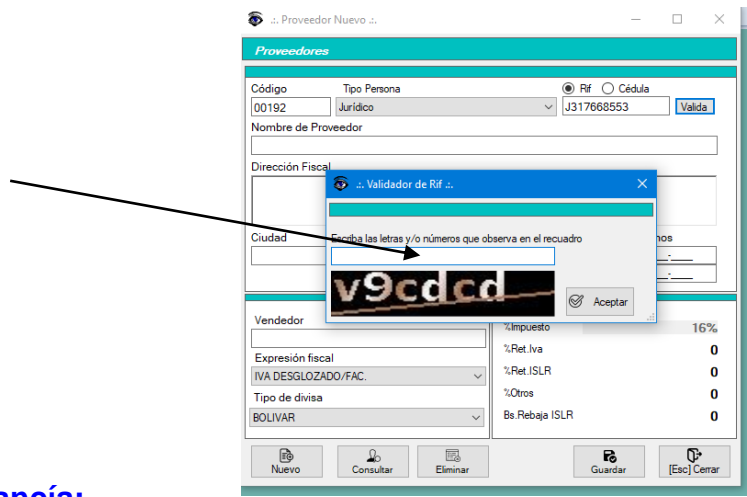 .:. Proveedor Nuevo .:.
Proveedores
Código Tipo Persona Rif Cédula
00192 Jurídico J317668553 Valida
Nombre de Proveedor
Dirección Fiscal
.:. Validador de Rif .:.
Ciudad Escriba las letras y/o números que observa en el recuadro
v9cdcd
Aceptar
Vendedor %Impuesto 16%
Expresión fiscal %Ret.Iva 0
IVA DESGLOZADO/FAC. %Ret.ISLR 0
Tipo de divisa %Otros 0
BOLIVAR Bs.Rebaja ISLR 0
Nuevo Consultar Eliminar Guardar [Esc] Cerrar